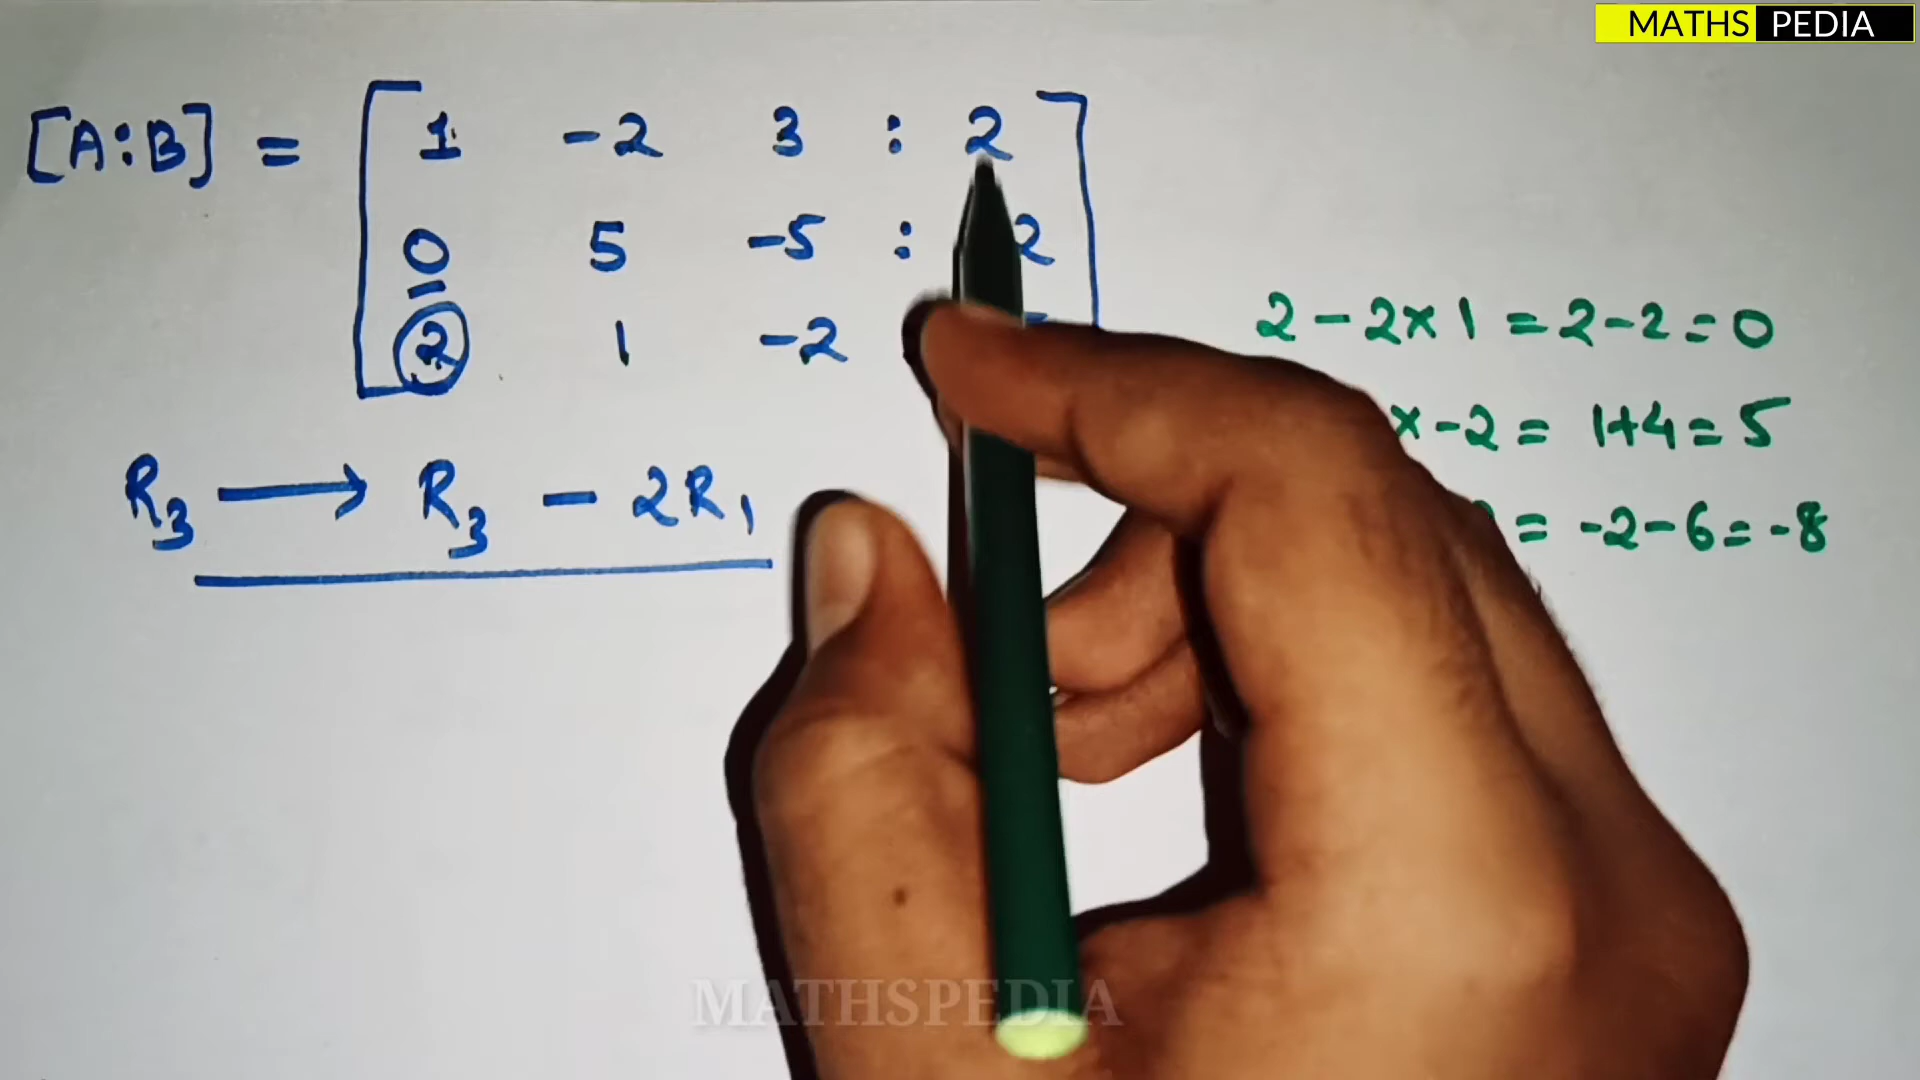 MATHS PEDIA
[A:B] = 1 -2 3 : 2
0 5 -5 : 2
2 1 -2
2 - 2 x 1 = 2 - 2 = 0
x - 2 = 1 + 4 = 5
R3 ⟶ R3 - 2R1
= -2 - 6 = -8
MATHSPEDIA